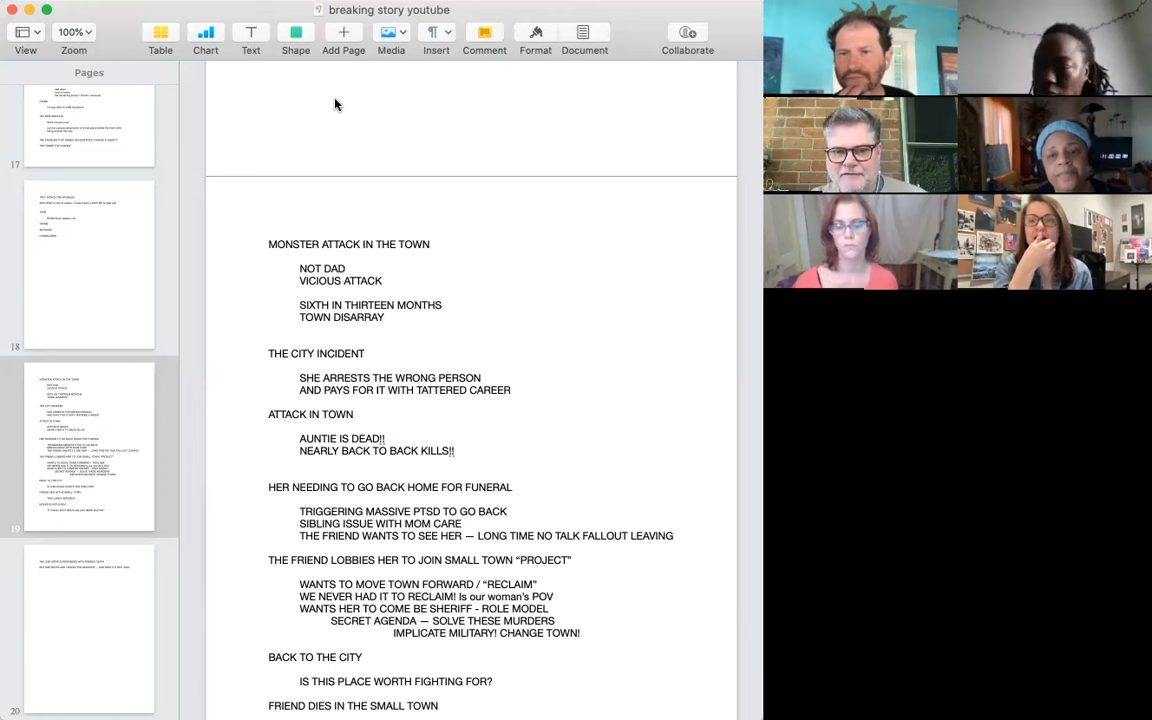 breaking story youtube
View
100%
Zoom
Table
Chart
Text
Shape
Add Page
Media
Insert
Comment
Format
Document
Collaborate
Pages
17
18
19
20
MONSTER ATTACK IN THE TOWN
NOT DAD
VICIOUS ATTACK
SIXTH IN THIRTEEN MONTHS
TOWN DISARRAY
THE CITY INCIDENT
SHE ARRESTS THE WRONG PERSON
AND PAYS FOR IT WITH TATTERED CAREER
ATTACK IN TOWN
AUNTIE IS DEAD!!
NEARLY BACK TO BACK KILLS!!
HER NEEDING TO GO BACK HOME FOR FUNERAL
TRIGGERING MASSIVE PTSD TO GO BACK
SIBLING ISSUE WITH MOM CARE
THE FRIEND WANTS TO SEE HER — LONG TIME NO TALK FALLOUT LEAVING
THE FRIEND LOBBIES HER TO JOIN SMALL TOWN “PROJECT”
WANTS TO MOVE TOWN FORWARD / “RECLAIM”
WE NEVER HAD IT TO RECLAIM! Is our woman’s POV
WANTS HER TO COME BE SHERIFF - ROLE MODEL
SECRET AGENDA — SOLVE THESE MURDERS
IMPLICATE MILITARY! CHANGE TOWN!
BACK TO THE CITY
IS THIS PLACE WORTH FIGHTING FOR?
FRIEND DIES IN THE SMALL TOWN